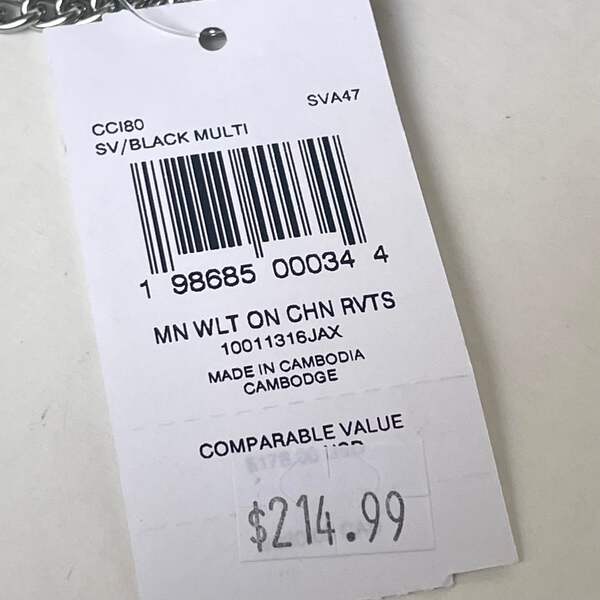 CCI80
SVA47
SV/BLACK MULTI
1 98685 00034 4
MN WLT ON CHN RVTS
10011316JAX
MADE IN CAMBODIA
CAMBODGE
COMPARABLE VALUE
$214.99